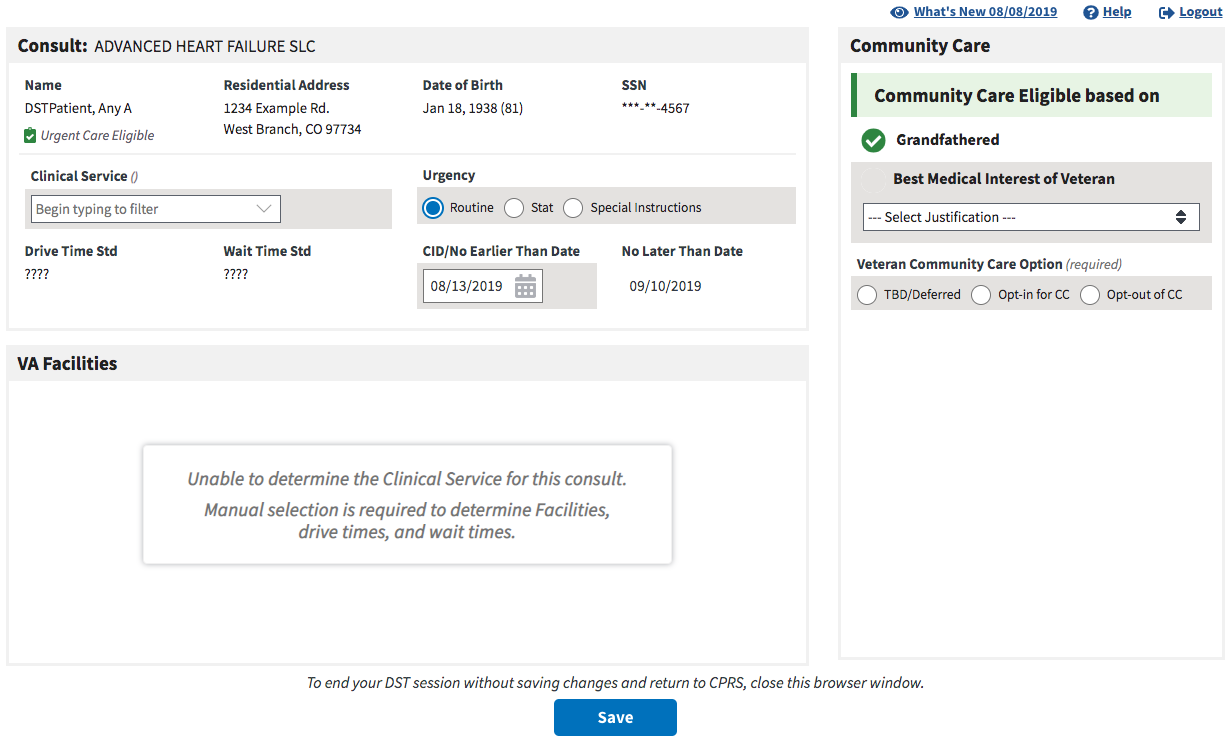 What's New 08/08/2019 Help Logout
Consult: ADVANCED HEART FAILURE SLC
Name Residential Address Date of Birth SSN
DSTPatient, Any A 1234 Example Rd. Jan 18, 1938 (81) ***-**-4567
West Branch, CO 97734
Urgent Care Eligible
Clinical Service () Urgency
Begin typing to filter Routine Stat Special Instructions
Drive Time Std Wait Time Std CID/No Earlier Than Date No Later Than Date
???? ???? 08/13/2019 09/10/2019
VA Facilities
Unable to determine the Clinical Service for this consult.
Manual selection is required to determine Facilities,
drive times, and wait times.
Community Care
Community Care Eligible based on
Grandfathered
Best Medical Interest of Veteran
--- Select Justification ---
Veteran Community Care Option (required)
TBD/Deferred Opt-in for CC Opt-out of CC
To end your DST session without saving changes and return to CPRS, close this browser window.
Save